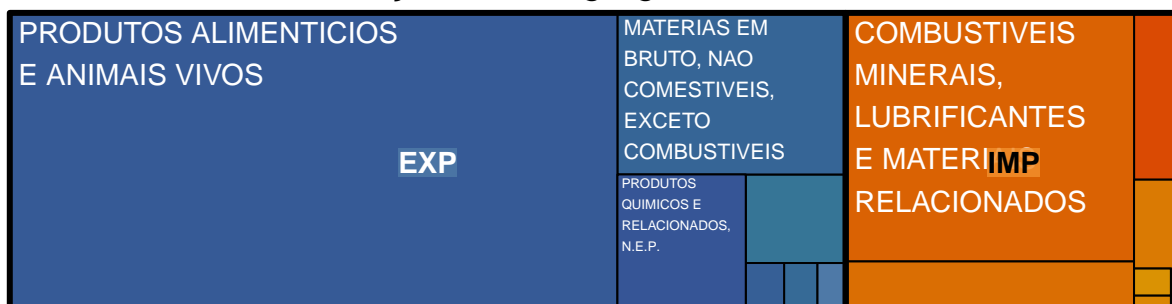 PRODUTOS ALIMENTICIOS
E ANIMAIS VIVOS
EXP
MATERIAS EM
BRUTO, NAO
COMESTIVEIS,
EXCETO
COMBUSTIVEIS
PRODUTOS
QUIMICOS E
RELACIONADOS,
N.E.P.
COMBUSTIVEIS
MINERAIS,
LUBRIFICANTES
E
RELACIONADOS
IMP